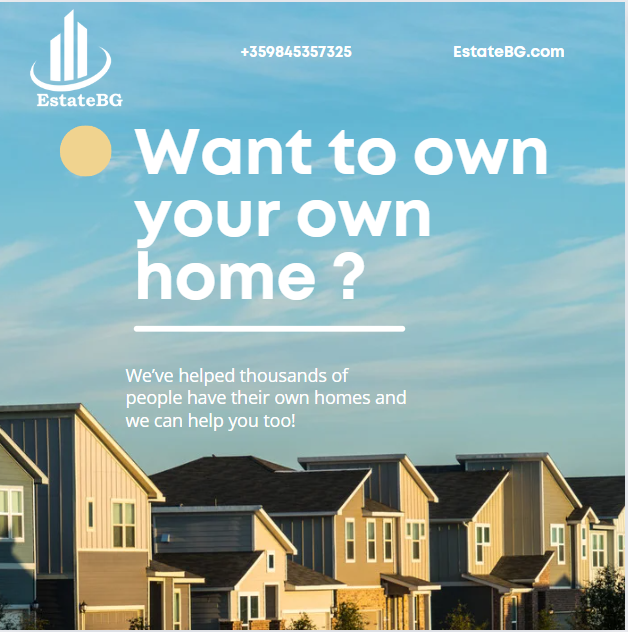 EstateBG
+359845357325
EstateBG.com
Want to own
your own
home ?
We've helped thousands of
people have their own homes and
we can help you too!